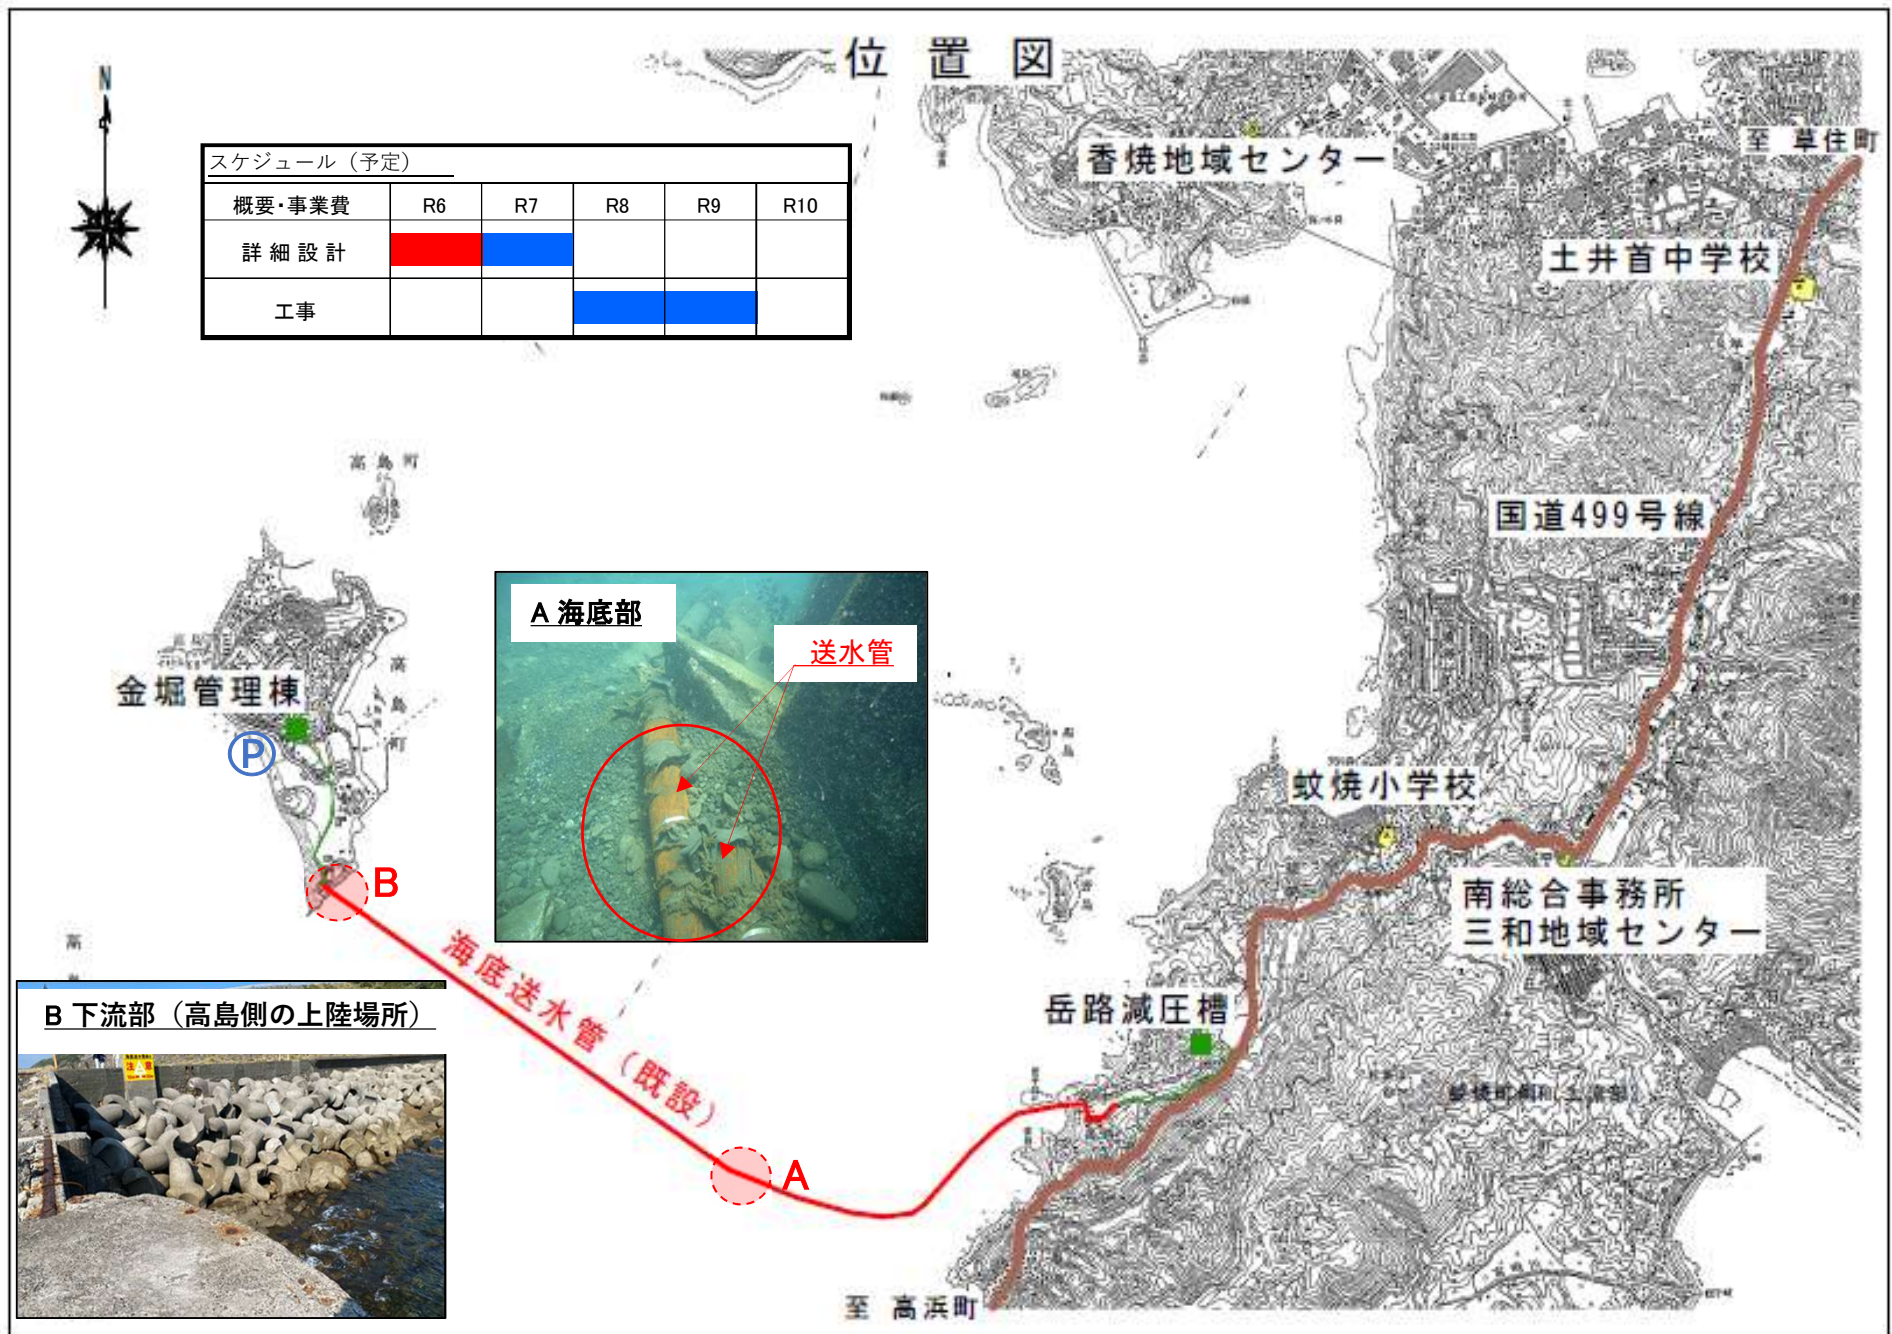 位置図
N
スケジュール（予定）
概要・事業費 R6 R7 R8 R9 R10
詳細設計
工事
香焼地域センター
至 草住町
土井首中学校
国道499号線
高島町
金堀管理棟
高島町
P
A 海底部
送水管
蚊焼小学校
南総合事務所
三和地域センター
岳路減圧槽
B
海底送水管（既設）
A
B 下流部（高島側の上陸場所）
注意
至 高浜町